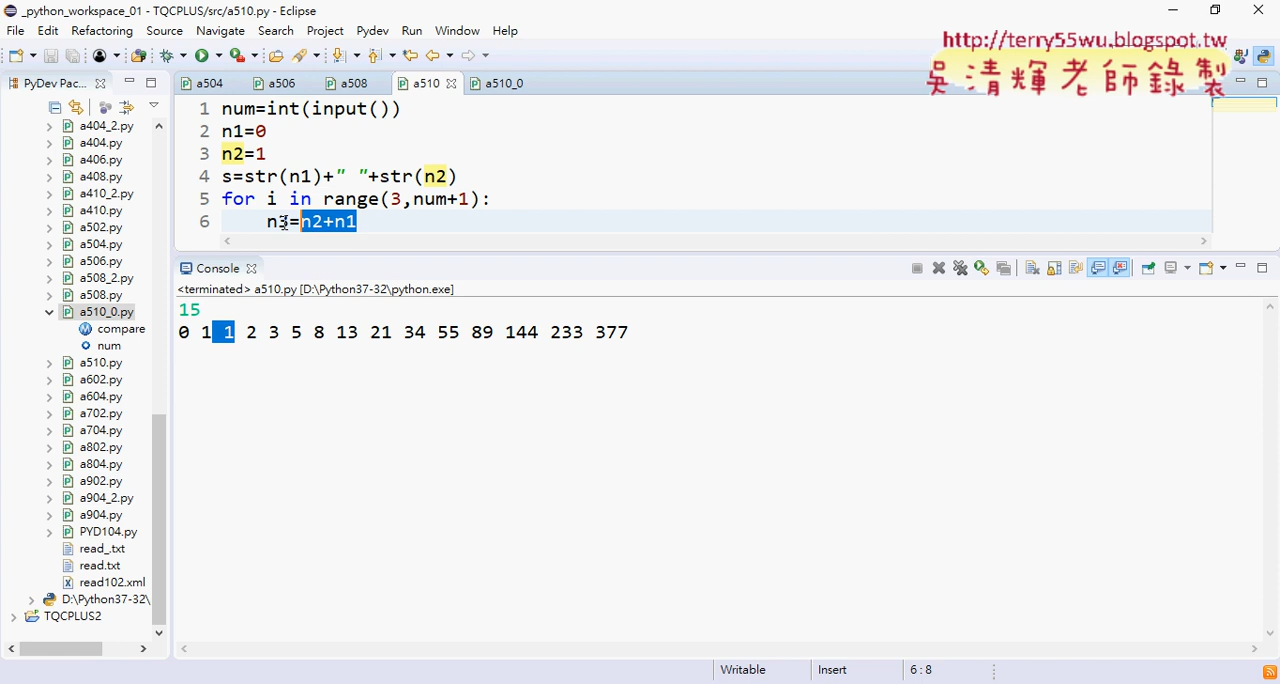 _python_workspace_01 - TQCPLUS/src/a510.py - Eclipse
File Edit Refactoring Source Navigate Search Project Pydev Run Window Help
http://terry55wu.blogspot.tw
吳清輝老師錄製
PyDev Pac...
a504 a506 a508 a510 a510_0
1 num=int(input())
2 n1=0
3 n2=1
4 s=str(n1)+" "+str(n2)
5 for i in range(3,num+1):
6 n3=n2+n1
a404_2.py
a404.py
a406.py
a408.py
a410_2.py
a410.py
a502.py
a504.py
a506.py
a508_2.py
a508.py
a510_0.py
compare
num
a510.py
a602.py
a604.py
a702.py
a704.py
a802.py
a804.py
a902.py
a904_2.py
a904.py
PYD104.py
read_.txt
read.txt
read102.xml
D:\Python37-32\
TQCPLUS2
Console
<terminated> a510.py [D:\Python37-32\python.exe]
15
0 1 1 2 3 5 8 13 21 34 55 89 144 233 377
Writable Insert 6 : 8